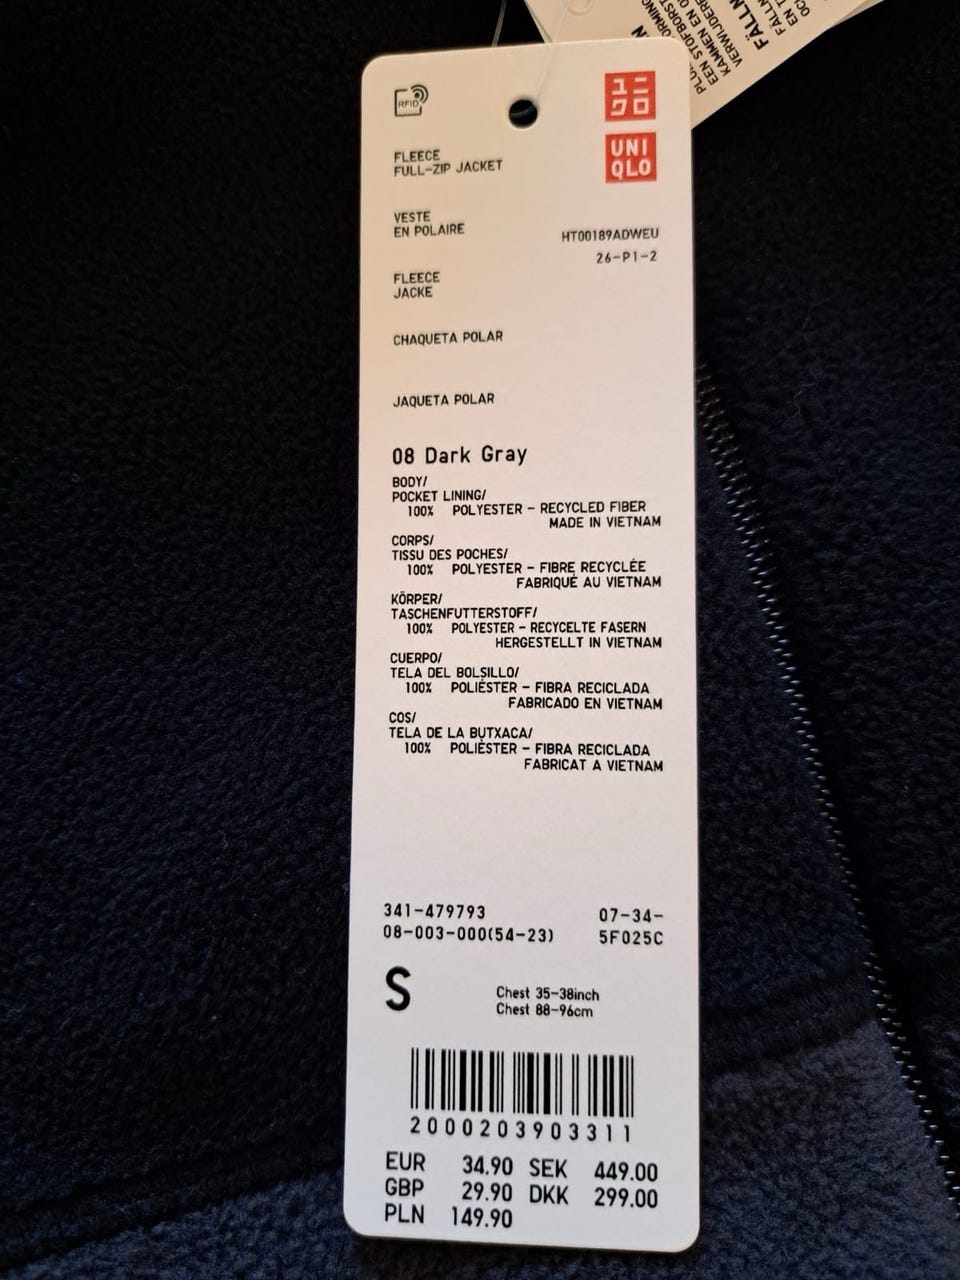 RFID
ユニ
クロ
UNI
QLO
FLEECE
FULL-ZIP JACKET
VESTE
EN POLAIRE
HT00189ADWEU
26-P1-2
FLEECE
JACKE
CHAQUETA POLAR
JAQUETA POLAR
08 Dark Gray
BODY/
POCKET LINING/
100% POLYESTER - RECYCLED FIBER
MADE IN VIETNAM
CORPS/
TISSU DES POCHES/
100% POLYESTER - FIBRE RECYCLÉE
FABRIQUÉ AU VIETNAM
KÖRPER/
TASCHENFUTTERSTOFF/
100% POLYESTER - RECYCELTE FASERN
HERGESTELLT IN VIETNAM
CUERPO/
TELA DEL BOLSILLO/
100% POLIÉSTER - FIBRA RECICLADA
FABRICADO EN VIETNAM
COS/
TELA DE LA BUTXACA/
100% POLIÈSTER - FIBRA RECICLADA
FABRICAT A VIETNAM
341-479793 07-34-
08-003-000(54-23) 5F025C
S
Chest 35-38inch
Chest 88-96cm
2000203903311
EUR 34.90 SEK 449.00
GBP 29.90 DKK 299.00
PLN 149.90
EEN STOFBORST
KAMMEN EN